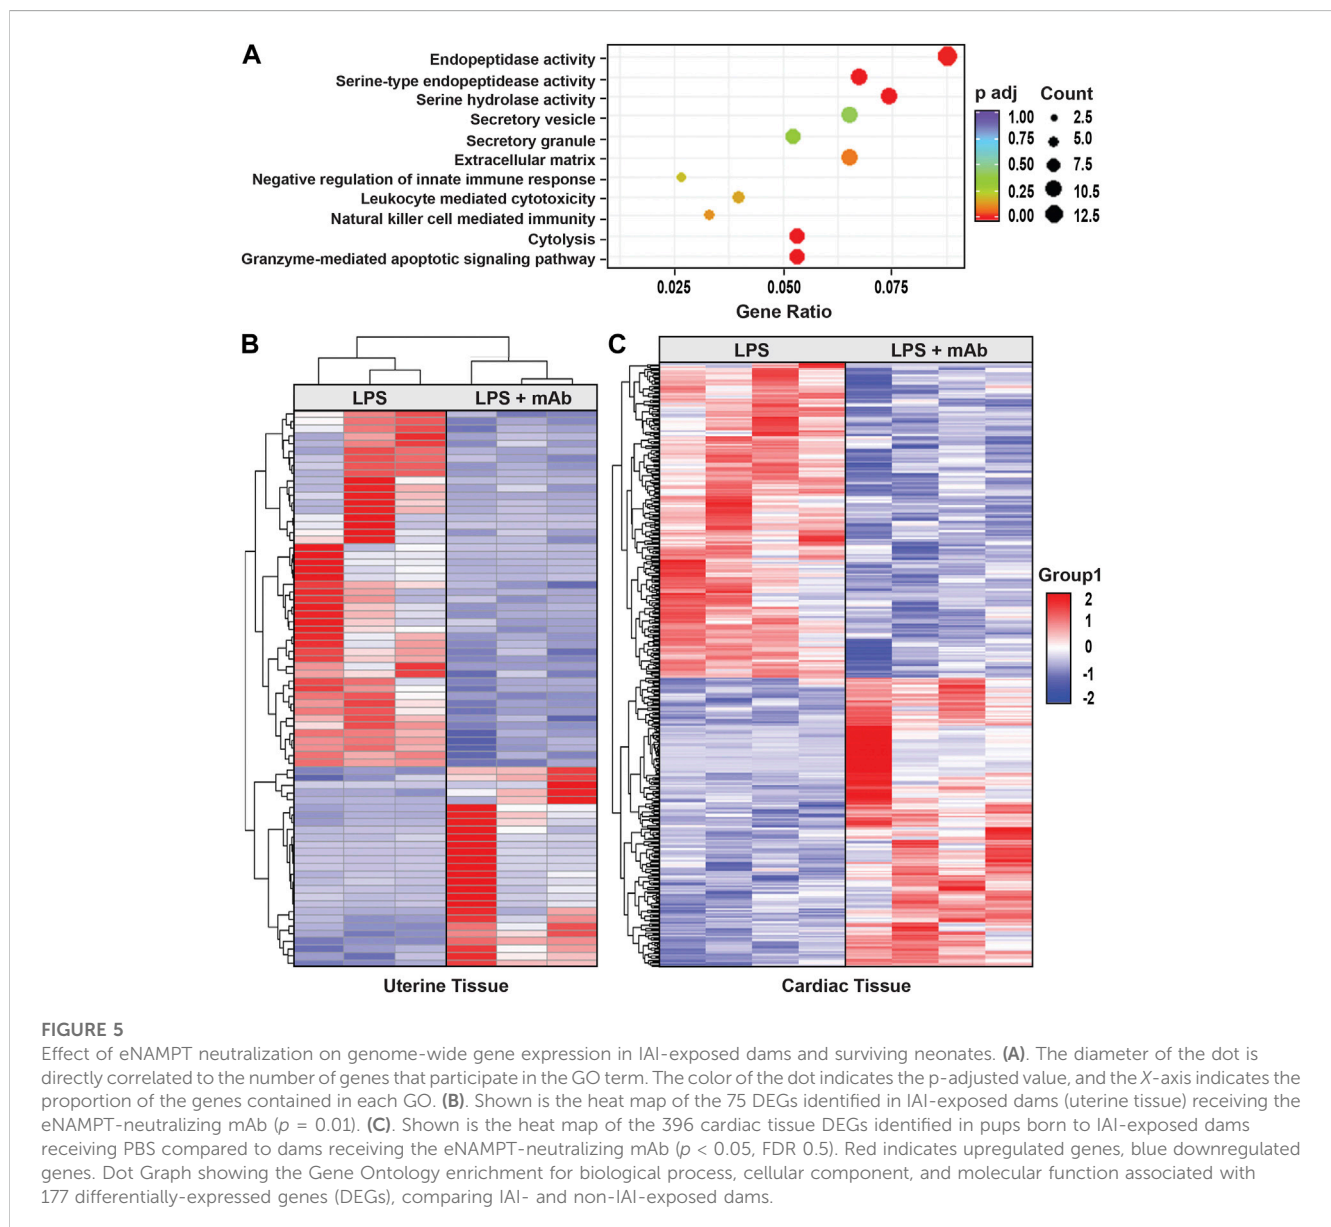 A
Endopeptidase activity
Serine-type endopeptidease activity
Serine hydrolase activity
Secretory vesicle
Secretory granule
Extracellular matrix
Negative regulation of innate immune response
Leukocyte mediated cytotoxicity
Natural killer cell mediated immunity
Cytolysis
Granzyme-mediated apoptotic signaling pathway
0.025 0.050 0.075
Gene Ratio
p adj
1.00
0.75
0.50
0.25
0.00
Count
2.5
5.0
7.5
10.5
12.5
B
LPS LPS + mAb
Uterine Tissue
C
LPS LPS + mAb
Cardiac Tissue
Group1
2
1
0
-1
-2
FIGURE 5
Effect of eNAMPT neutralization on genome-wide gene expression in IAI-exposed dams and surviving neonates. (A). The diameter of the dot is
directly correlated to the number of genes that participate in the GO term. The color of the dot indicates the p-adjusted value, and the X-axis indicates the
proportion of the genes contained in each GO. (B). Shown is the heat map of the 75 DEGs identified in IAI-exposed dams (uterine tissue) receiving the
eNAMPT-neutralizing mAb (p = 0.01). (C). Shown is the heat map of the 396 cardiac tissue DEGs identified in pups born to IAI-exposed dams
receiving PBS compared to dams receiving the eNAMPT-neutralizing mAb (p < 0.05, FDR 0.5). Red indicates upregulated genes, blue downregulated
genes. Dot Graph showing the Gene Ontology enrichment for biological process, cellular component, and molecular function associated with
177 differentially-expressed genes (DEGs), comparing IAI- and non-IAI-exposed dams.